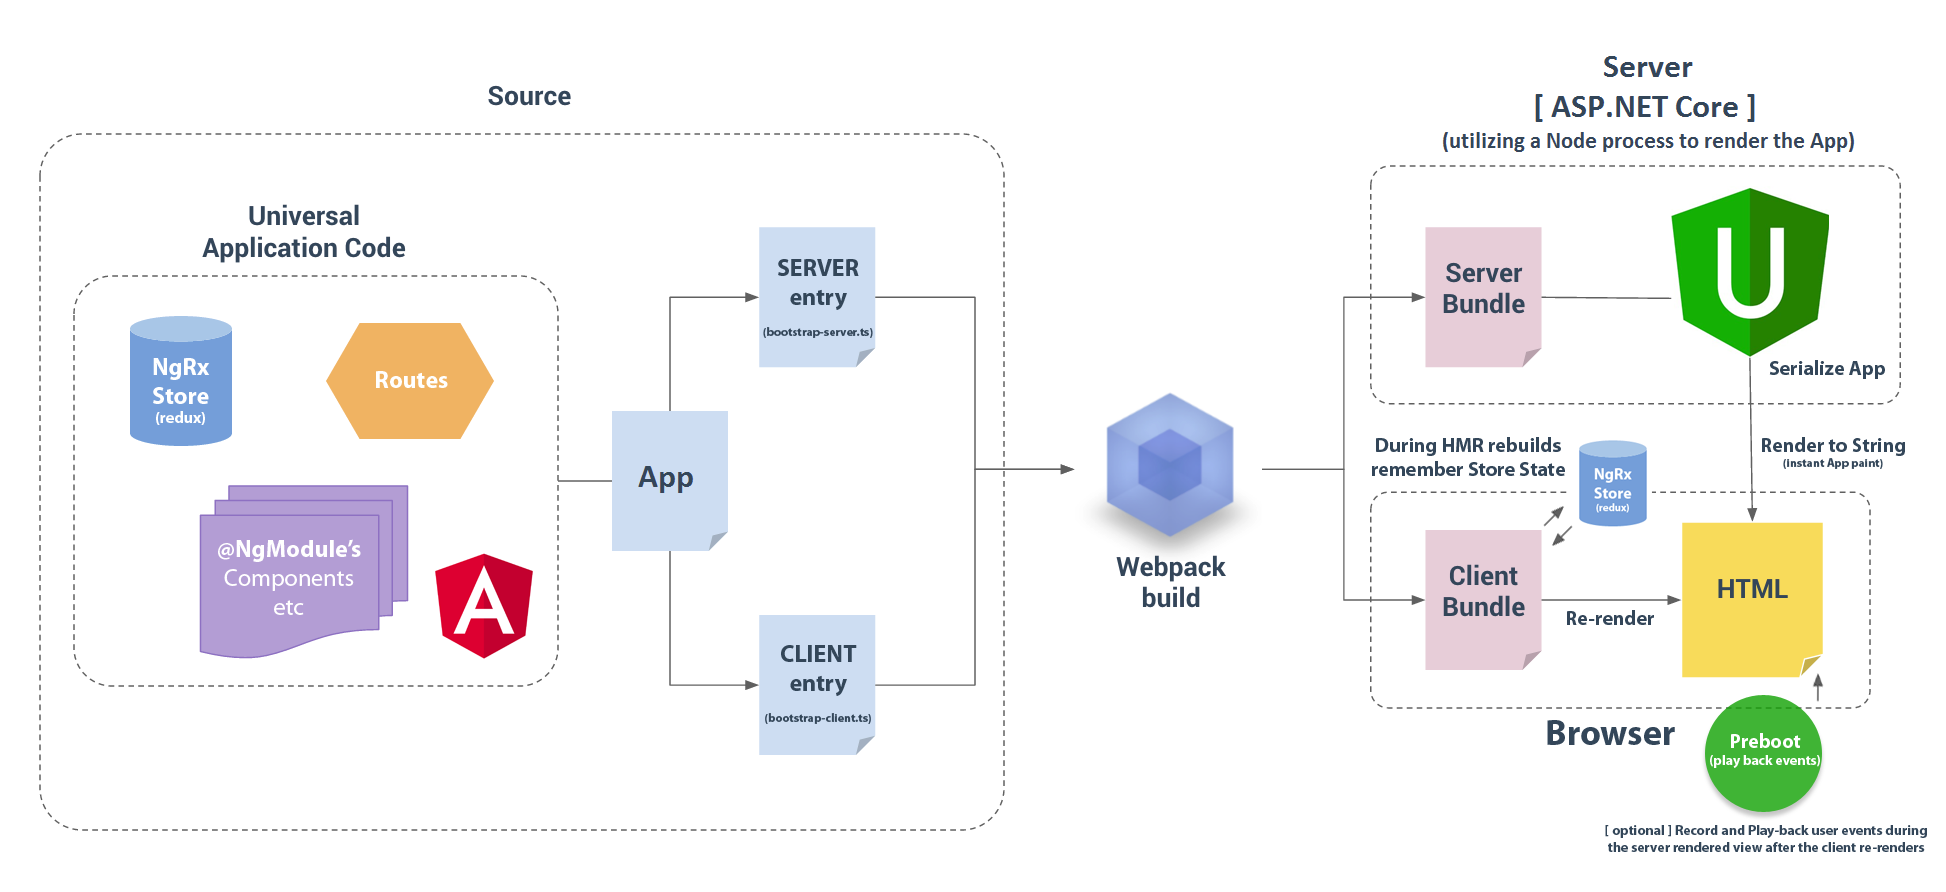 Source
Universal
Application Code
NgRx
Store
(redux)
Routes
@NgModule's
Components
etc
A
App
SERVER
entry
(bootstrap-server.ts)
CLIENT
entry
(bootstrap-client.ts)
Webpack
build
Server
[ ASP.NET Core ]
(utilizing a Node process to render the App)
Server
Bundle
U
Serialize App
Render to String
(instant App paint)
During HMR rebuilds
remember Store State
NgRx
Store
(redux)
Client
Bundle
Re-render
HTML
Browser
Preboot
(play back events)
[ optional ] Record and Play-back user events during
the server rendered view after the client re-renders